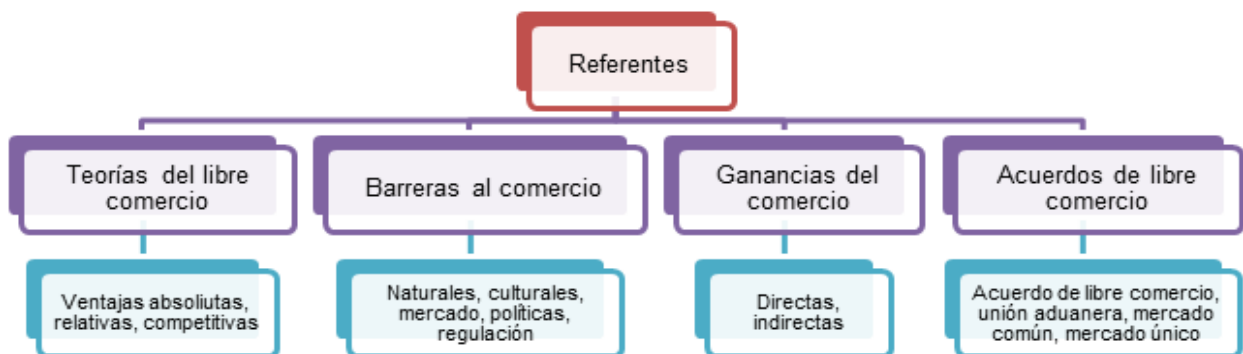 Referentes
Teorías del libre
comercio
Barreras al comercio
Ganancias del
comercio
Acuerdos de libre
comercio
Ventajas absoliutas,
relativas, competitivas
Naturales, culturales,
mercado, políticas,
regulación
Directas,
indirectas
Acuerdo de libre comercio,
unión aduanera, mercado
común, mercado único